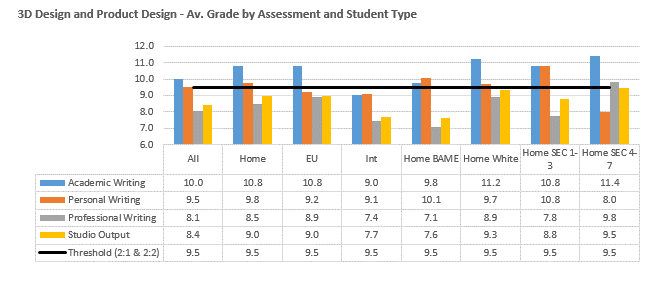 3D Design and Product Design - Av. Grade by Assessment and Student Type
12.0
11.0
10.0
9.0
8.0
7.0
6.0
All Home EU Int Home BAME Home White Home SEC 1-3 Home SEC 4-7
Academic Writing 10.0 10.8 10.8 9.0 9.8 11.2 10.8 11.4
Personal Writing 9.5 9.8 9.2 9.1 10.1 9.7 10.8 8.0
Professional Writing 8.1 8.5 8.9 7.4 7.1 8.9 7.8 9.8
Studio Output 8.4 9.0 9.0 7.7 7.6 9.3 8.8 9.5
Threshold (2:1 & 2:2) 9.5 9.5 9.5 9.5 9.5 9.5 9.5 9.5